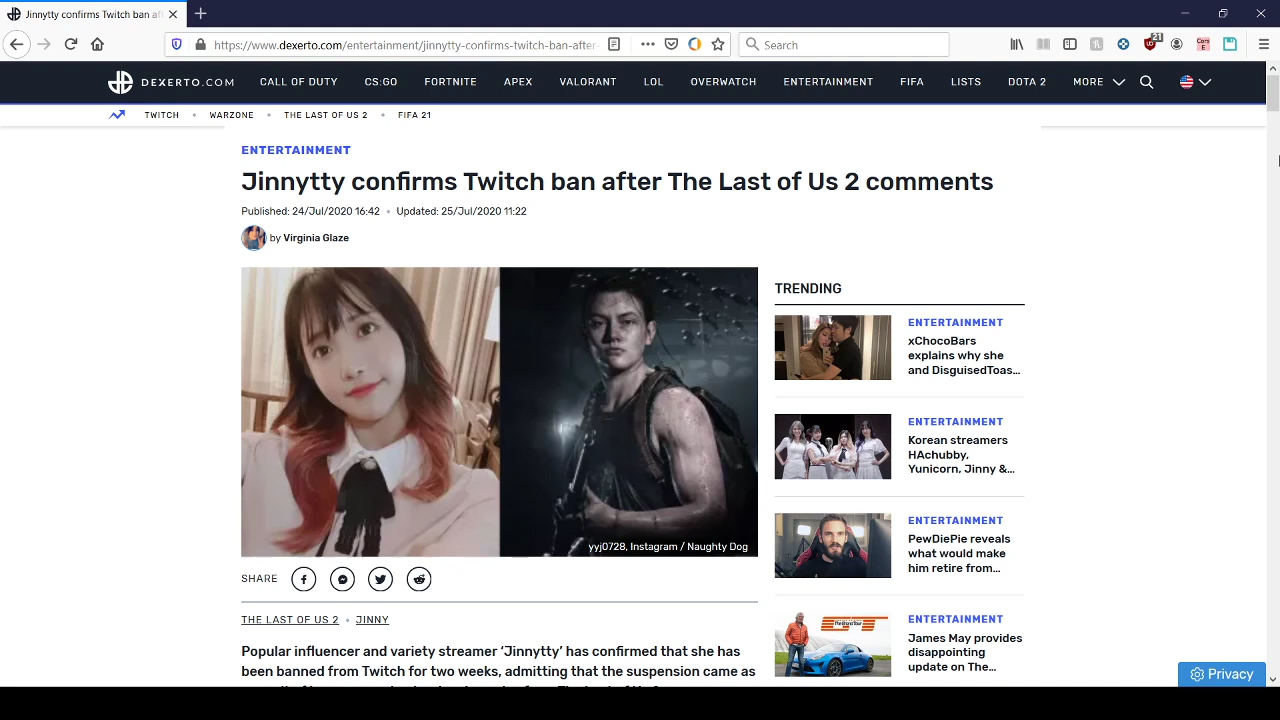 Jinnytty confirms Twitch ban af
https://www.dexerto.com/entertainment/jinnytty-confirms-twitch-ban-after-
Search
21
DEXERTO.COM
CALL OF DUTY CS:GO FORTNITE APEX VALORANT LOL OVERWATCH ENTERTAINMENT FIFA LISTS DOTA 2 MORE
TWITCH • WARZONE • THE LAST OF US 2 • FIFA 21
ENTERTAINMENT
Jinnytty confirms Twitch ban after The Last of Us 2 comments
Published: 24/Jul/2020 16:42 • Updated: 25/Jul/2020 11:22
by Virginia Glaze
yyj0728, Instagram / Naughty Dog
SHARE
THE LAST OF US 2 • JINNY
Popular influencer and variety streamer ‘Jinnytty’ has confirmed that she has
been banned from Twitch for two weeks, admitting that the suspension came as
TRENDING
ENTERTAINMENT
xChocoBars
explains why she
and DisguisedToas...
ENTERTAINMENT
Korean streamers
HAchubby,
Yunicorn, Jinny &...
ENTERTAINMENT
PewDiePie reveals
what would make
him retire from...
ENTERTAINMENT
James May provides
disappointing
update on The...
Privacy